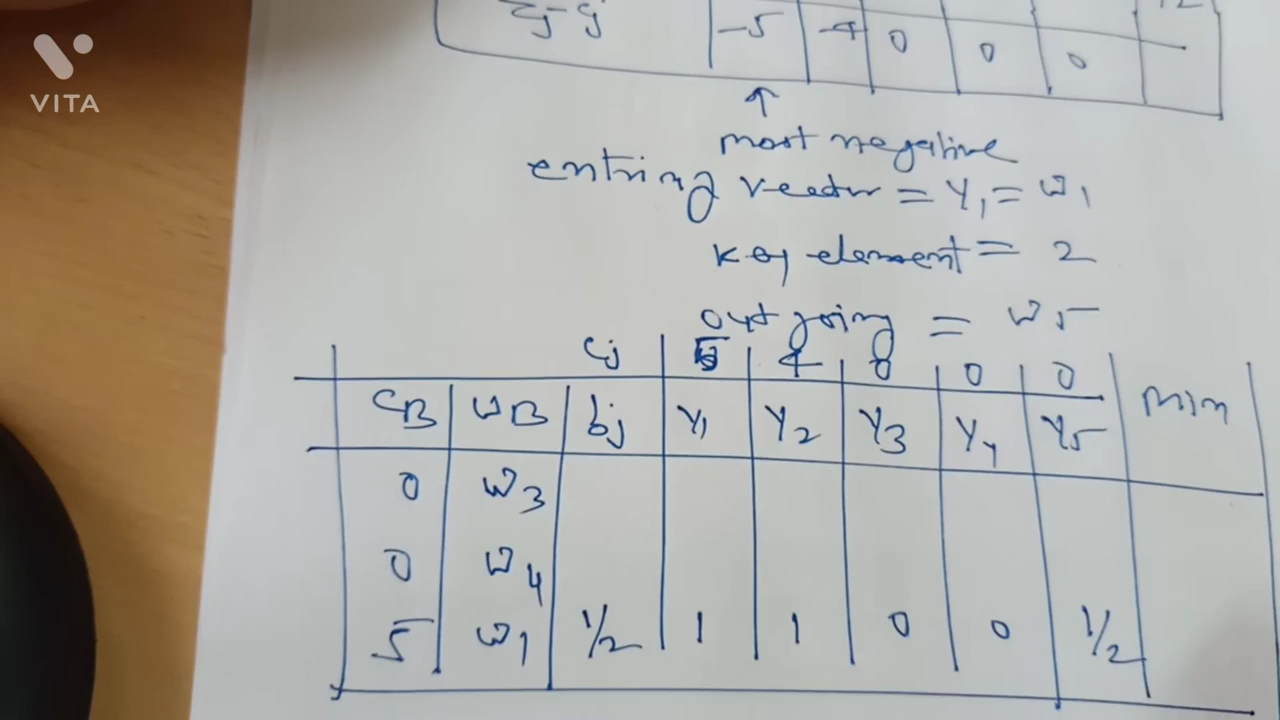 VITA
Zj-Cj -5 -4 0 0 0
↑
most negative
entring vector = Y1 = W1
key element = 2
out going = W5
Cj 5 4 0 0 0
CB WB bj Y1 Y2 Y3 Y4 Y5 min
0 W3
0 W4
5 W1 1/2 1 1 0 0 1/2